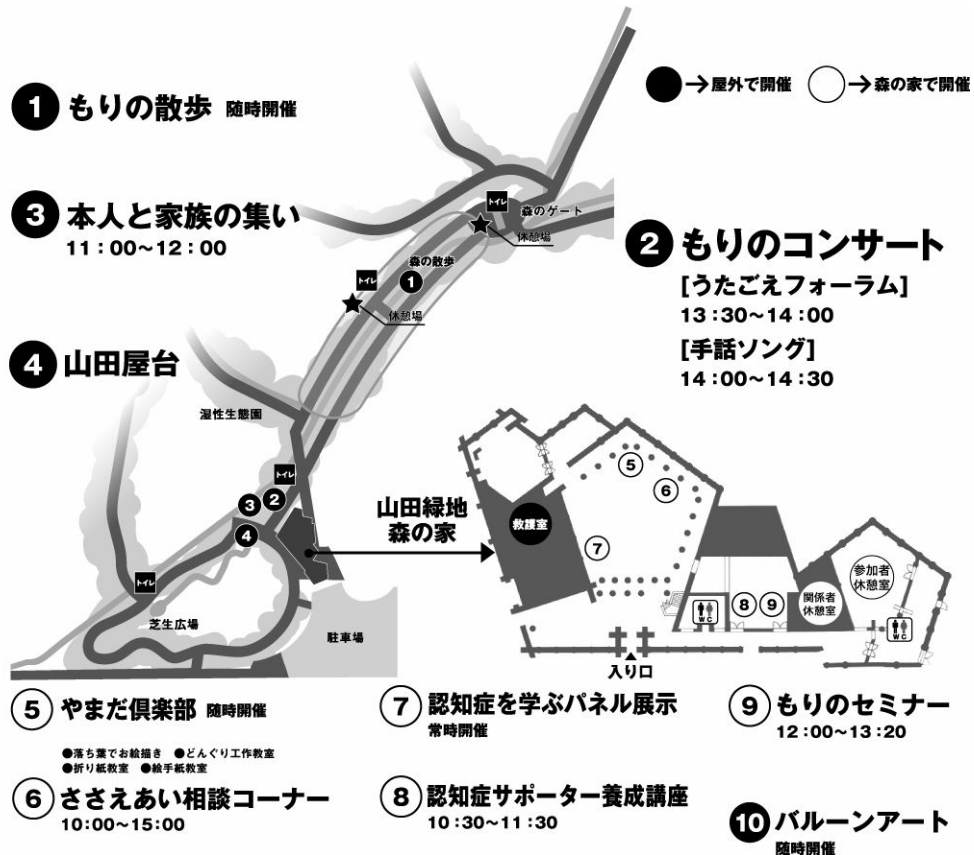 ❶ もりの散歩 随時開催
●→屋外で開催 ○→森の家で開催
❸ 本人と家族の集い
11：00～12：00
トイレ
森のゲート
休憩場
森の散歩
❶
トイレ
休憩場
❷ もりのコンサート
[うたごえフォーラム]
13：30～14：00
[手話ソング]
14：00～14：30
❹ 山田屋台
湿性生態園
トイレ
❸ ❷
❹
山田緑地
森の家
トイレ
芝生広場
駐車場
⑤
⑥
救護室
⑦
WC
⑧ ⑨
関係者
休憩室
参加者
休憩室
WC
入り口
⑤ やまだ倶楽部 随時開催
●落ち葉でお絵描き ●どんぐり工作教室
●折り紙教室 ●絵手紙教室
⑥ ささえあい相談コーナー
10：00～15：00
⑦ 認知症を学ぶパネル展示
常時開催
⑧ 認知症サポーター養成講座
10：30～11：30
⑨ もりのセミナー
12：00～13：20
❿ バルーンアート
随時開催